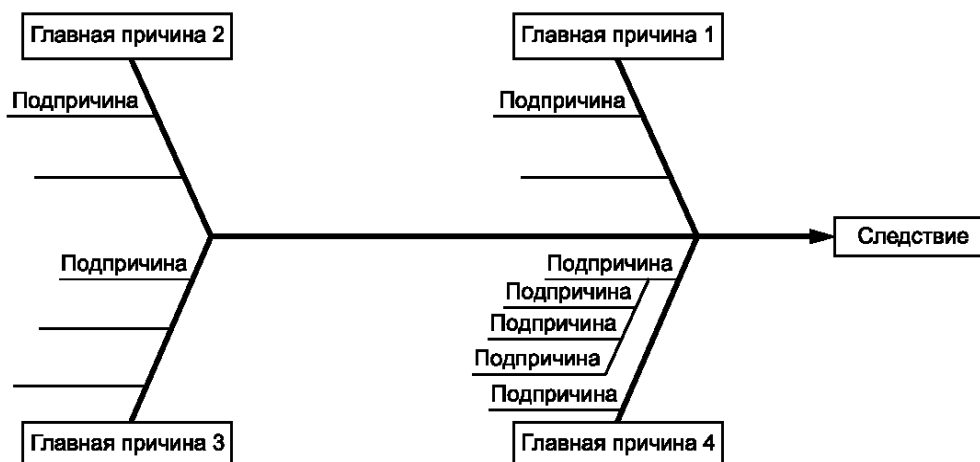 Главная причина 2
Главная причина 1
Подпричина
Подпричина
Следствие
Подпричина
Подпричина
Подпричина
Подпричина
Подпричина
Подпричина
Главная причина 3
Главная причина 4